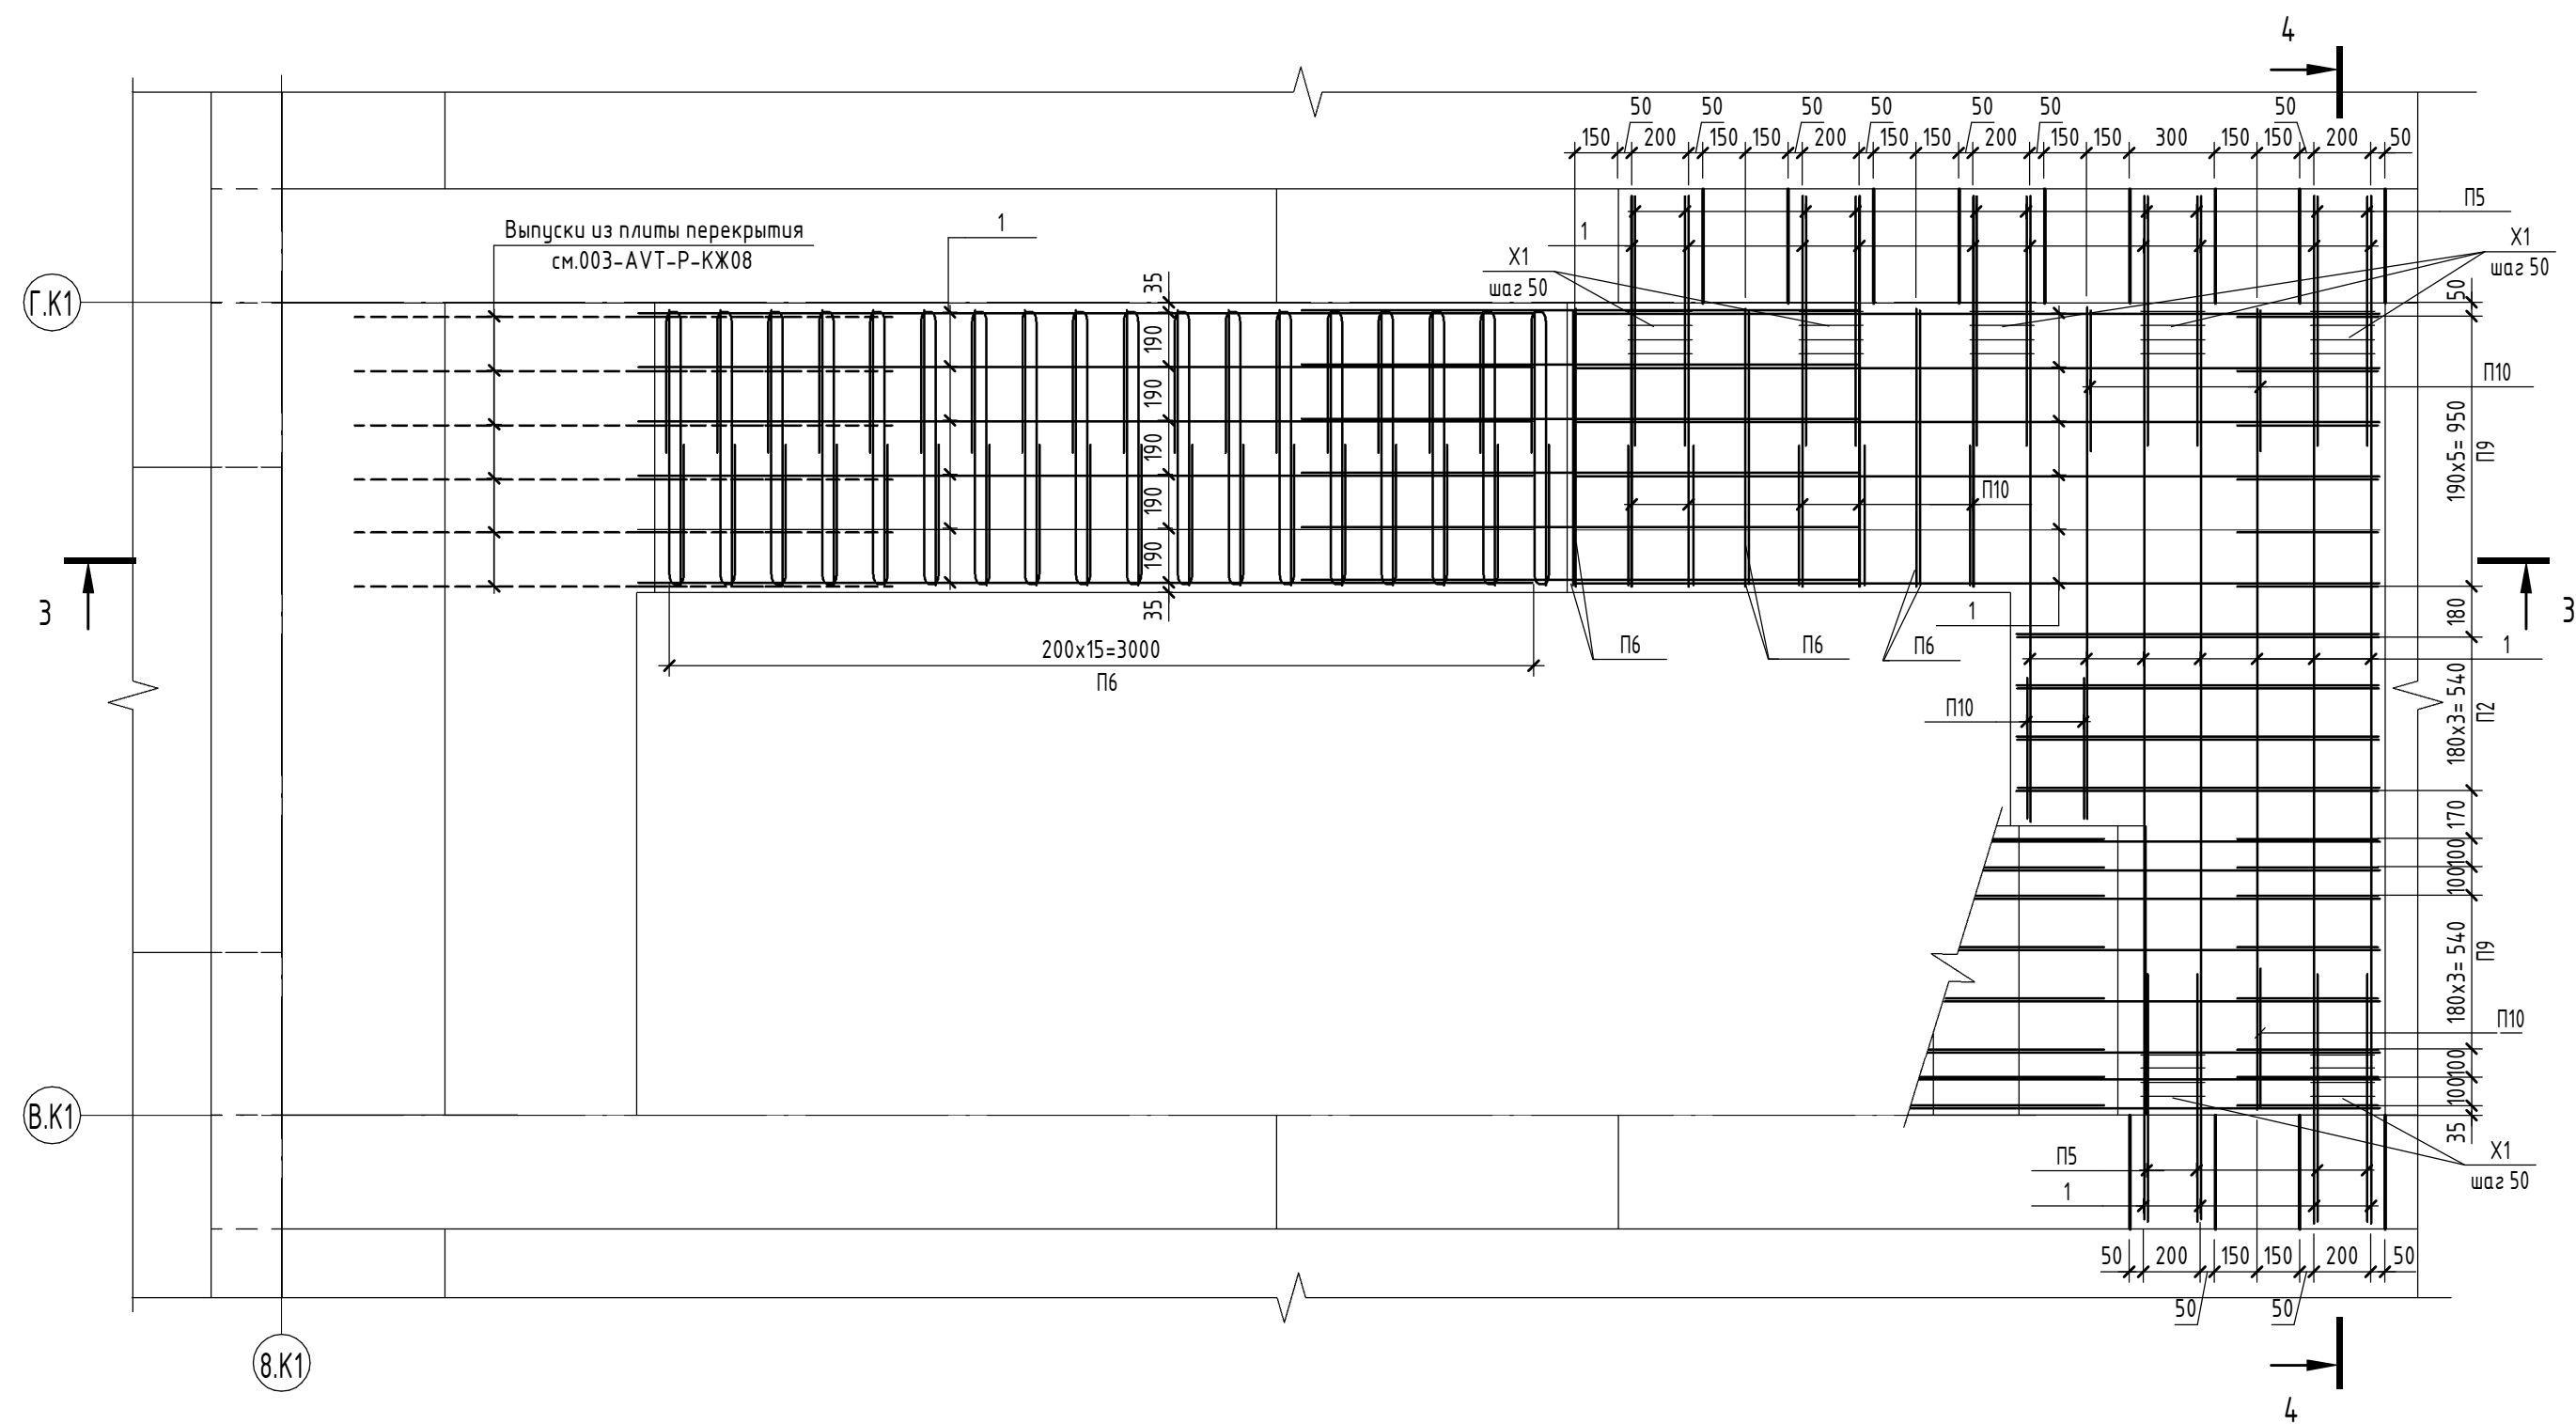 4
50 50 50 50 50 50 50
150 200 150 150 200 150 150 200 150 150 300 150 150 200 50
П5
1
Х1
шаг 50
Х1
шаг 50
Выпуски из плиты перекрытия
см.003-AVT-Р-КЖ08
1
Г.К1
35
190
190
190
190
190
35
50
П10
190х5= 950
П9
П10
3
3
180
1
1
П6
П6
П6
200х15=3000
П6
180х3= 540
П2
П10
170
100
100
180х3= 540
П9
П10
100
100
35
В.К1
П5
1
Х1
шаг 50
50 200 150 150 200 50
50 50
8.К1
4